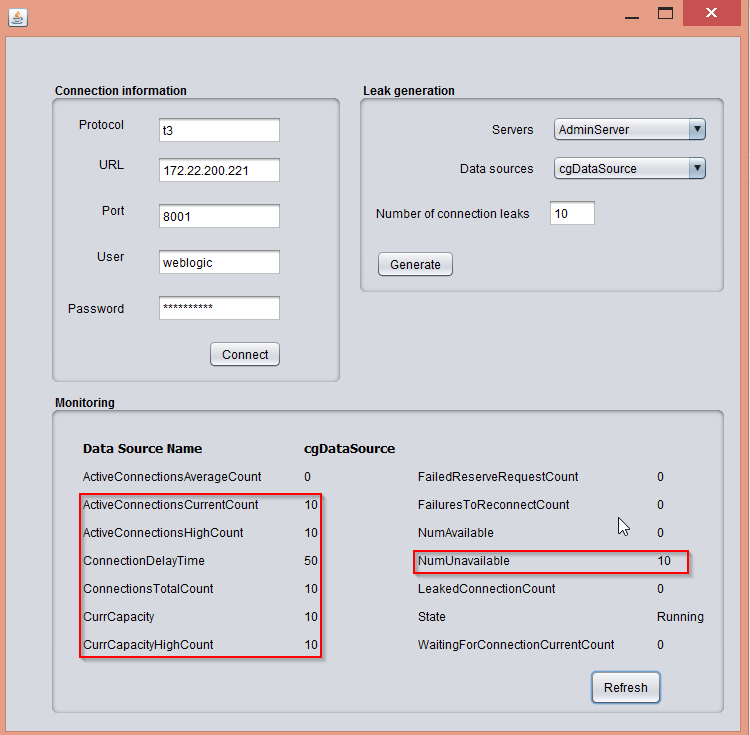 Connection information
Protocol t3
URL 172.22.200.221
Port 8001
User weblogic
Password **********
Connect
Leak generation
Servers AdminServer
Data sources cgDataSource
Number of connection leaks 10
Generate
Monitoring
Data Source Name cgDataSource
ActiveConnectionsAverageCount 0 FailedReserveRequestCount 0
ActiveConnectionsCurrentCount 10 FailuresToReconnectCount 0
ActiveConnectionsHighCount 10 NumAvailable 0
ConnectionDelayTime 50 NumUnavailable 10
ConnectionsTotalCount 10 LeakedConnectionCount 0
CurrCapacity 10 State Running
CurrCapacityHighCount 10 WaitingForConnectionCurrentCount 0
Refresh